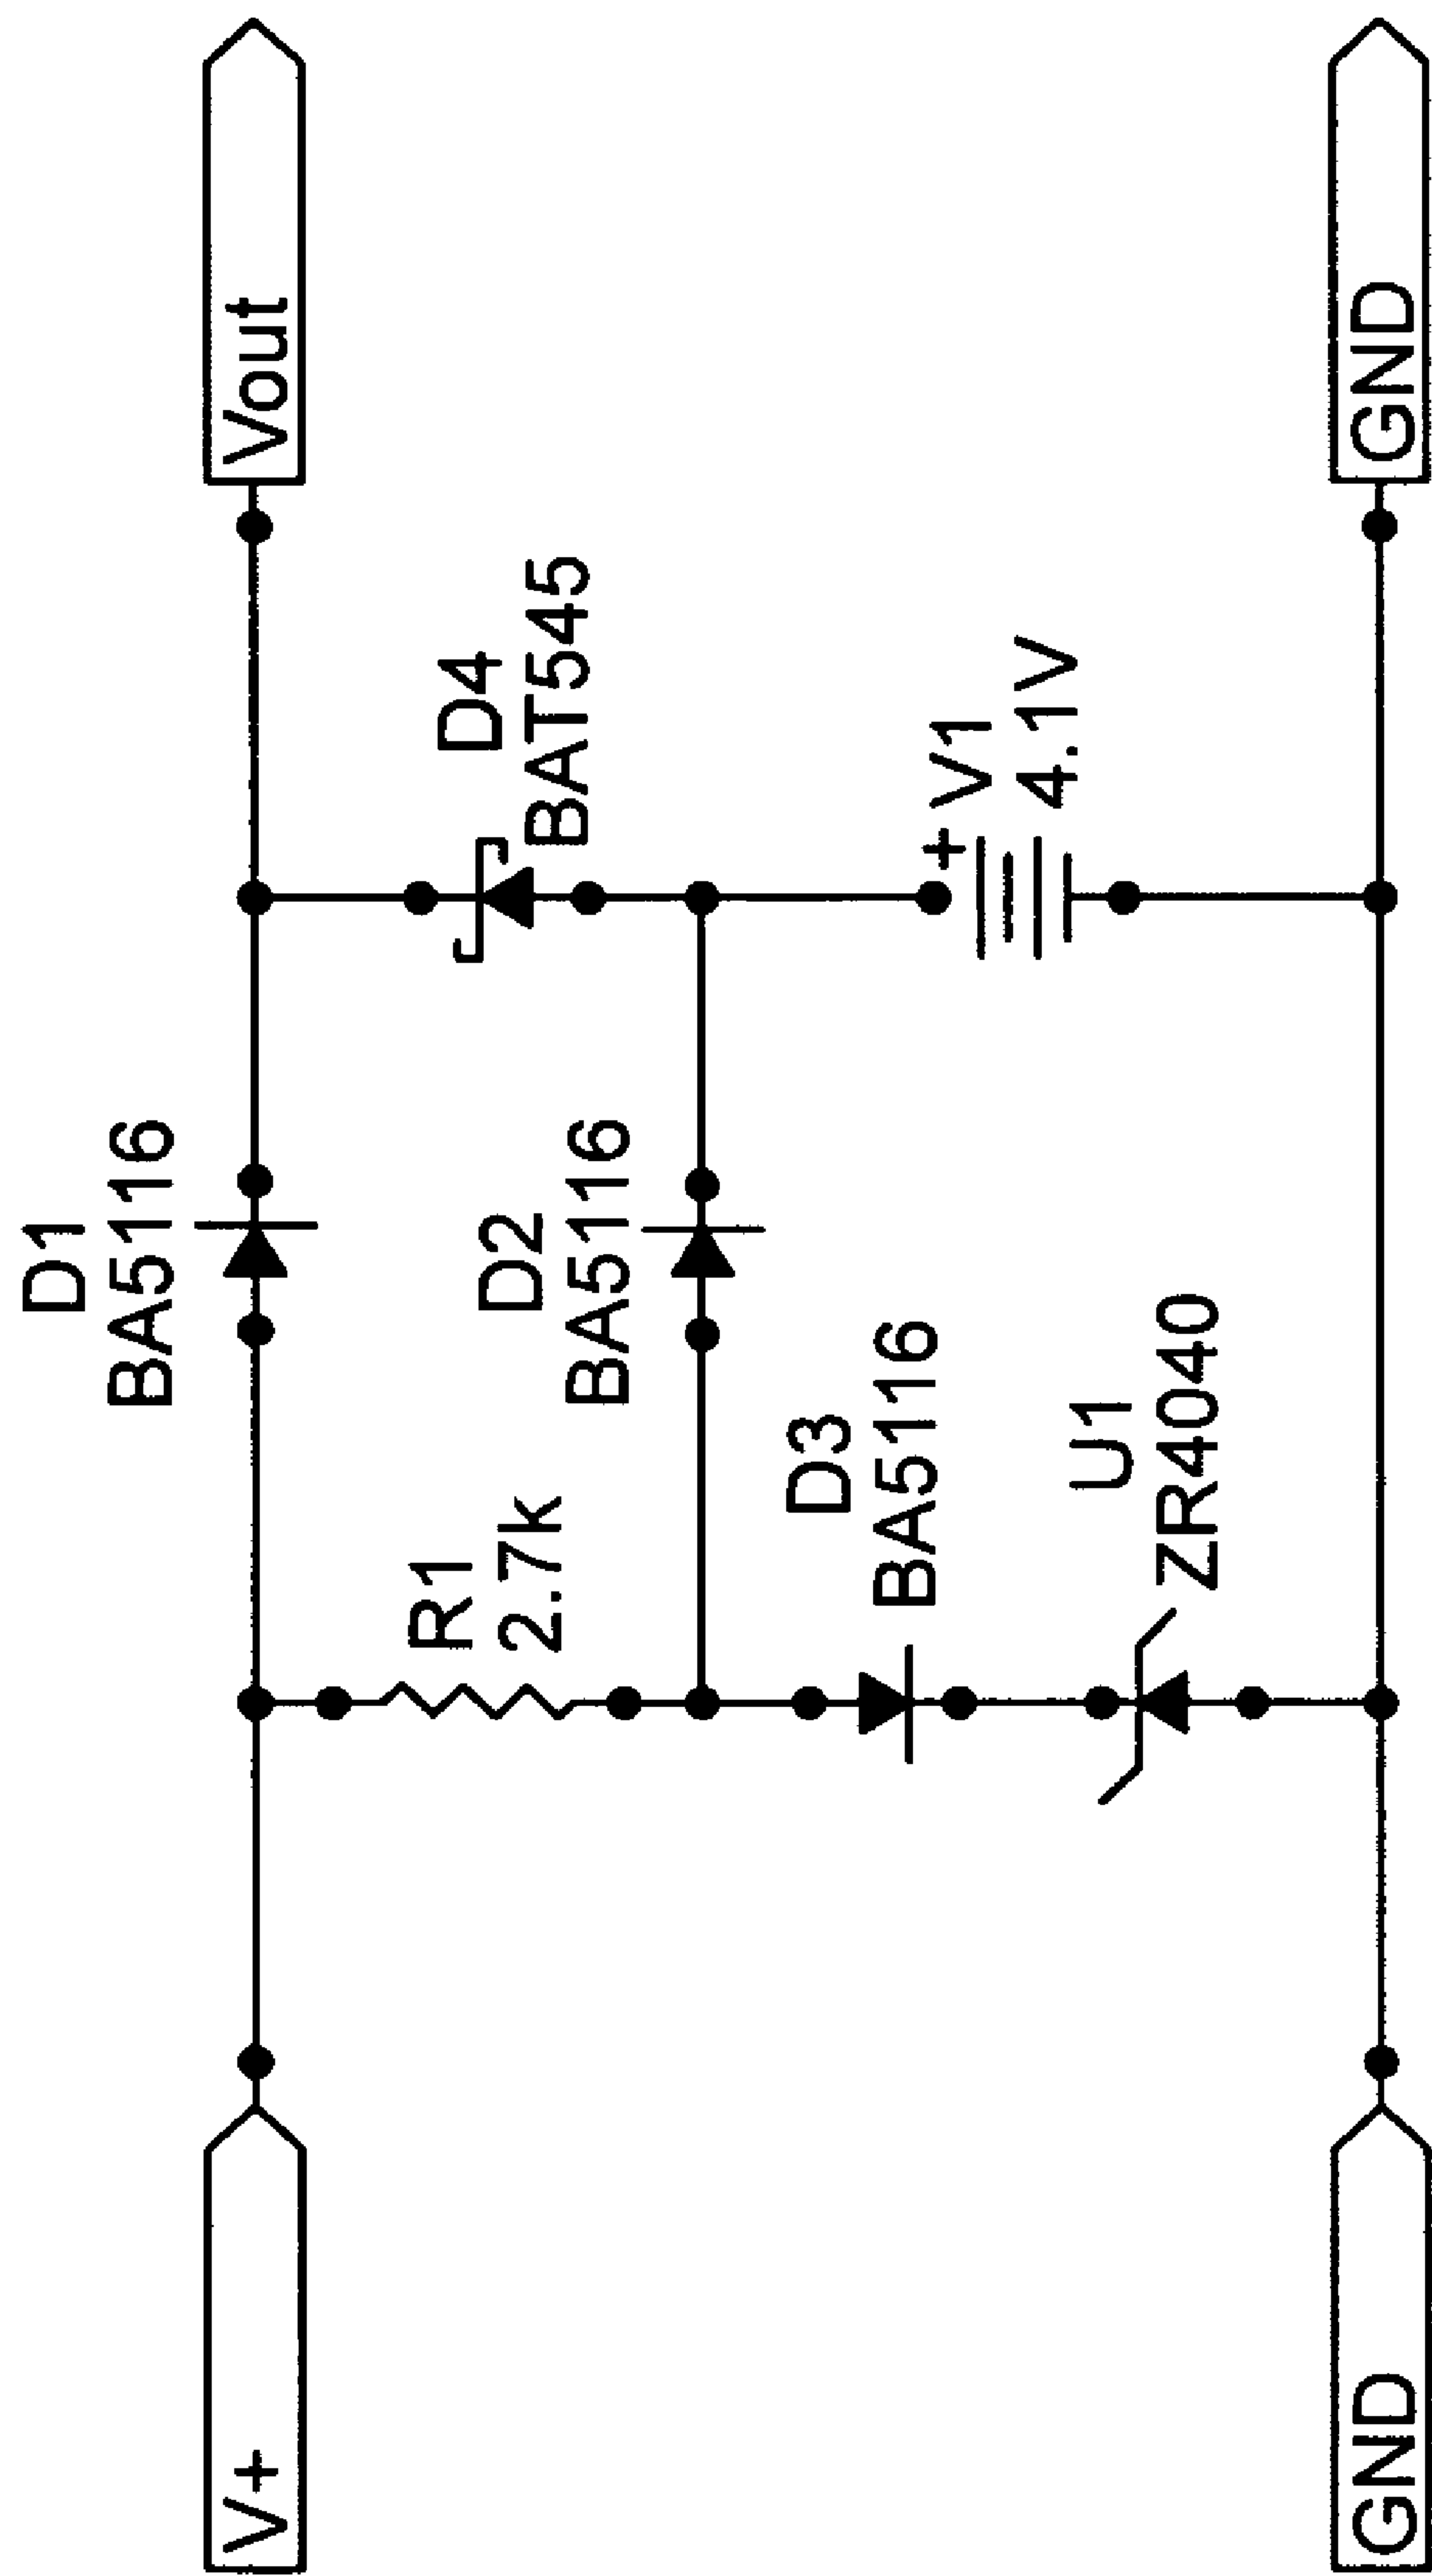 D1
BA5116
V+
Vout
R1
2.7k
D2
BA5116
D4
BAT545
D3
BA5116
V1
+
4.1V
U1
ZR4040
GND
GND